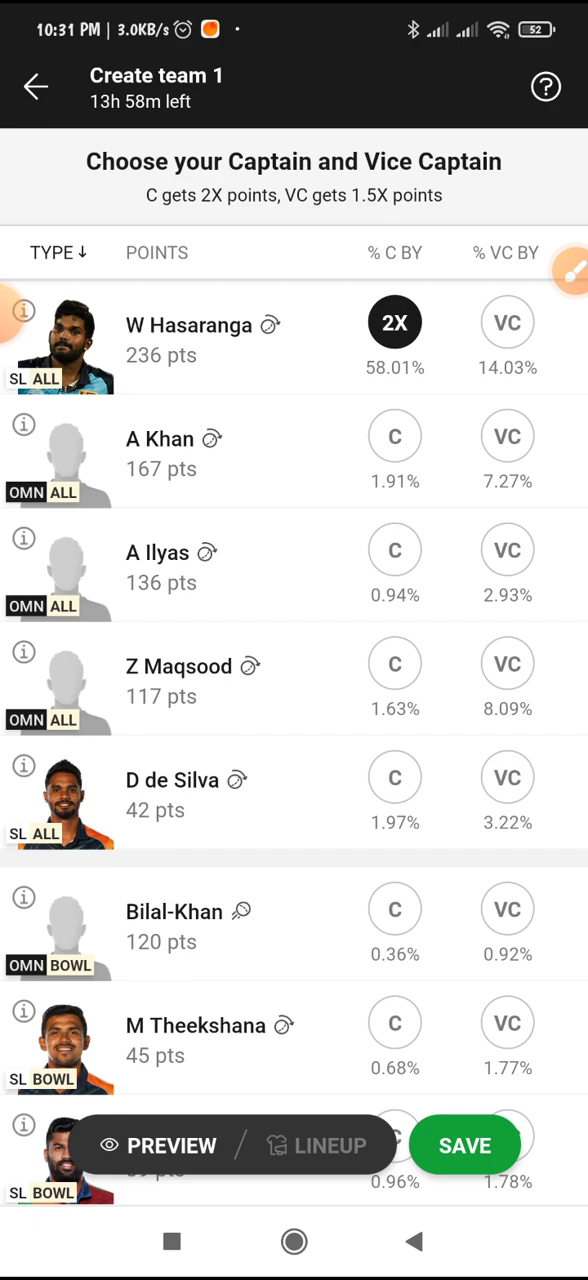 10:31 PM | 3.0KB/s
52
Create team 1
13h 58m left
Choose your Captain and Vice Captain
C gets 2X points, VC gets 1.5X points
TYPE POINTS % C BY % VC BY
W Hasaranga 2X VC
236 pts 58.01% 14.03%
SL ALL
A Khan C VC
167 pts 1.91% 7.27%
OMN ALL
A Ilyas C VC
136 pts 0.94% 2.93%
OMN ALL
Z Maqsood C VC
117 pts 1.63% 8.09%
OMN ALL
D de Silva C VC
42 pts 1.97% 3.22%
SL ALL
Bilal-Khan C VC
120 pts 0.36% 0.92%
OMN BOWL
M Theekshana C VC
45 pts 0.68% 1.77%
SL BOWL
PREVIEW LINEUP SAVE
0.96% 1.78%
SL BOWL